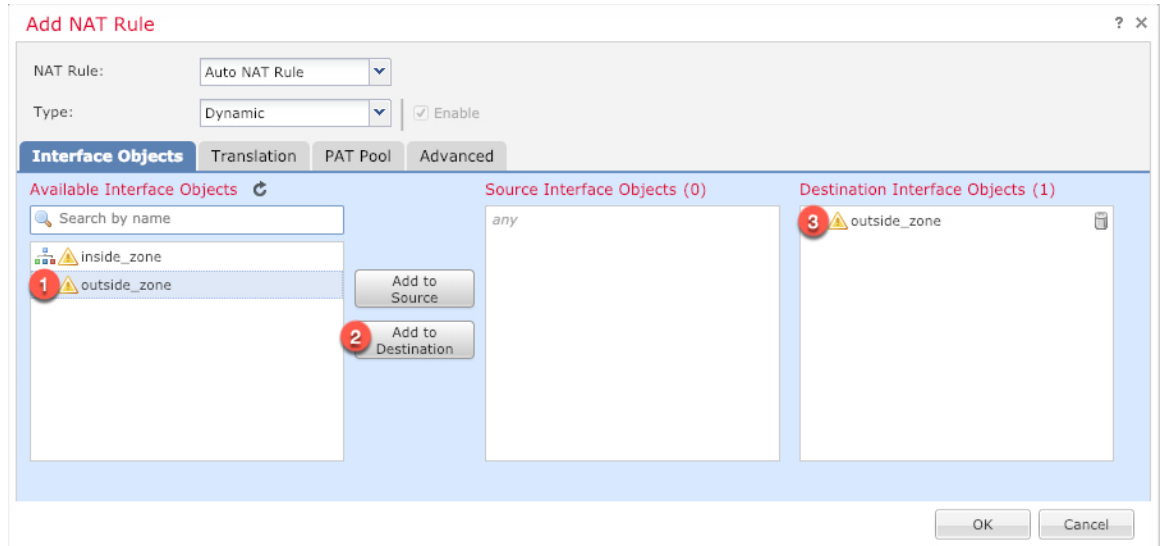 Add NAT Rule
? ×
NAT Rule: Auto NAT Rule
Type: Dynamic Enable
Interface Objects Translation PAT Pool Advanced
Available Interface Objects Source Interface Objects (0) Destination Interface Objects (1)
Search by name
any
3 outside_zone
inside_zone
1 outside_zone
Add to
Source
2 Add to
Destination
OK Cancel